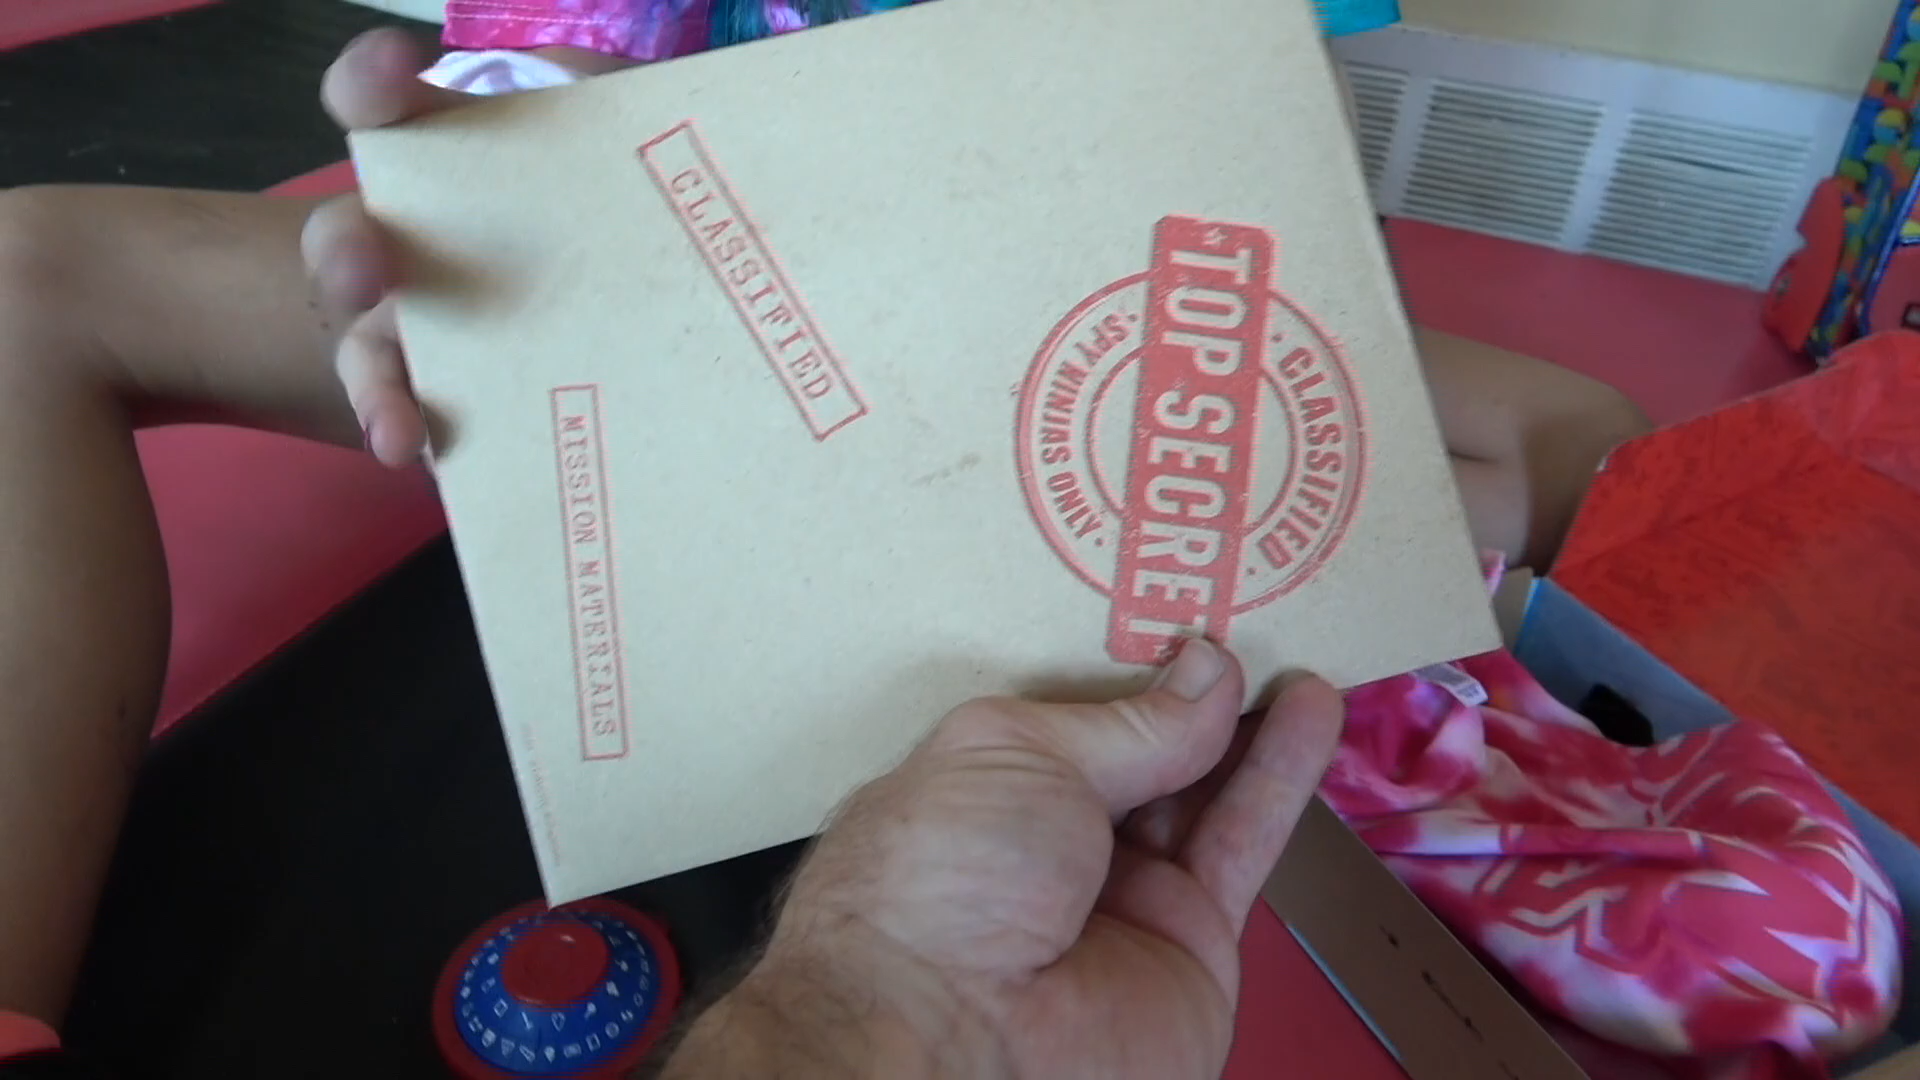 CLASSIFIED
MISSION MATERIALS
TOP SECRET
CLASSIFIED
SPY NINJAS ONLY